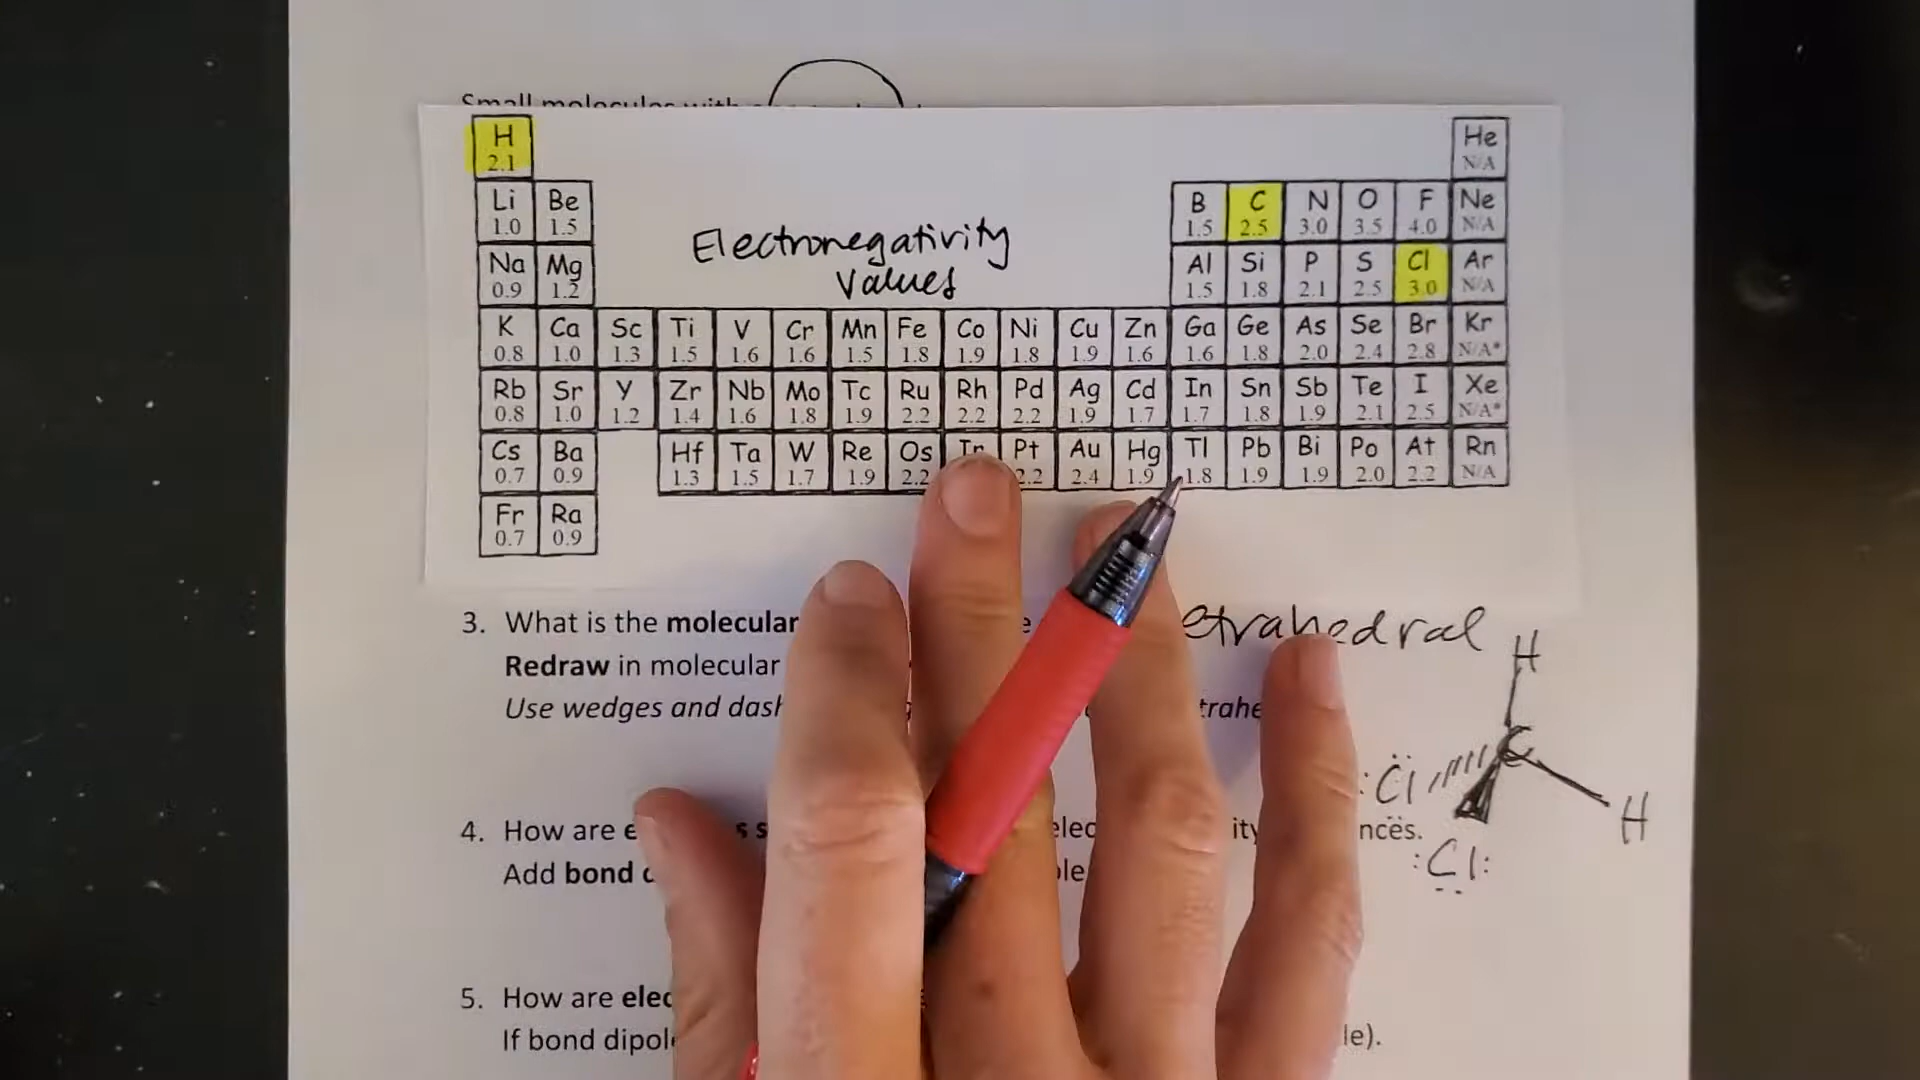 Small molecules with
H He
2.1 N/A
Li Be B C N O F Ne
1.0 1.5 1.5 2.5 3.0 3.5 4.0 N/A
Electronegativity
Values
Na Mg Al Si P S Cl Ar
0.9 1.2 1.5 1.8 2.1 2.5 3.0 N/A
K Ca Sc Ti V Cr Mn Fe Co Ni Cu Zn Ga Ge As Se Br Kr
0.8 1.0 1.3 1.5 1.6 1.6 1.5 1.8 1.9 1.8 1.9 1.6 1.6 1.8 2.0 2.4 2.8 N/A*
Rb Sr Y Zr Nb Mo Tc Ru Rh Pd Ag Cd In Sn Sb Te I Xe
0.8 1.0 1.2 1.4 1.6 1.8 1.9 2.2 2.2 2.2 1.9 1.7 1.7 1.8 1.9 2.1 2.5 N/A*
Cs Ba Hf Ta W Re Os Ir Pt Au Hg Tl Pb Bi Po At Rn
0.7 0.9 1.3 1.5 1.7 1.9 2.2 2.2 2.4 1.9 1.8 1.9 1.9 2.0 2.2 N/A
Fr Ra
0.7 0.9
3. What is the molecular etrahedral
Redraw in molecular
Use wedges and dash trahe
H
C
:Cl
H
4. How are elec ity nces.
:Cl:
Add bond
5. How are elec
If bond dipol le).